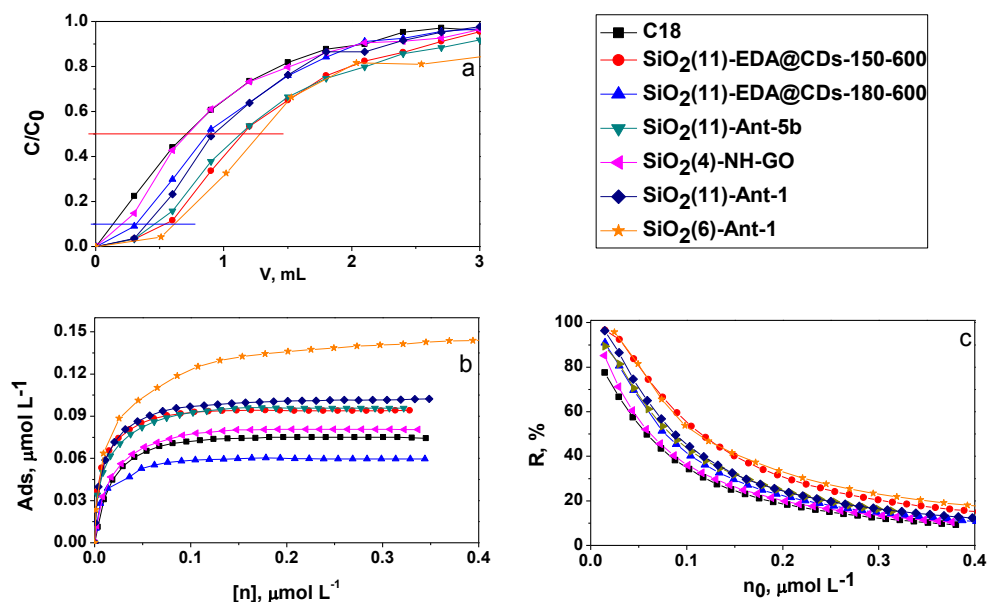 1.0
0.8
0.6
0.4
0.2
0.0
C/C0
a
0
1
2
3
V, mL
C18
SiO2(11)-EDA@CDs-150-600
SiO2(11)-EDA@CDs-180-600
SiO2(11)-Ant-5b
SiO2(4)-NH-GO
SiO2(11)-Ant-1
SiO2(6)-Ant-1
0.15
0.12
0.09
0.06
0.03
0.00
Ads, μmol L-1
b
0.0
0.1
0.2
0.3
0.4
[n], μmol L-1
100
80
60
40
20
0
R, %
c
0.0
0.1
0.2
0.3
0.4
n0, μmol L-1